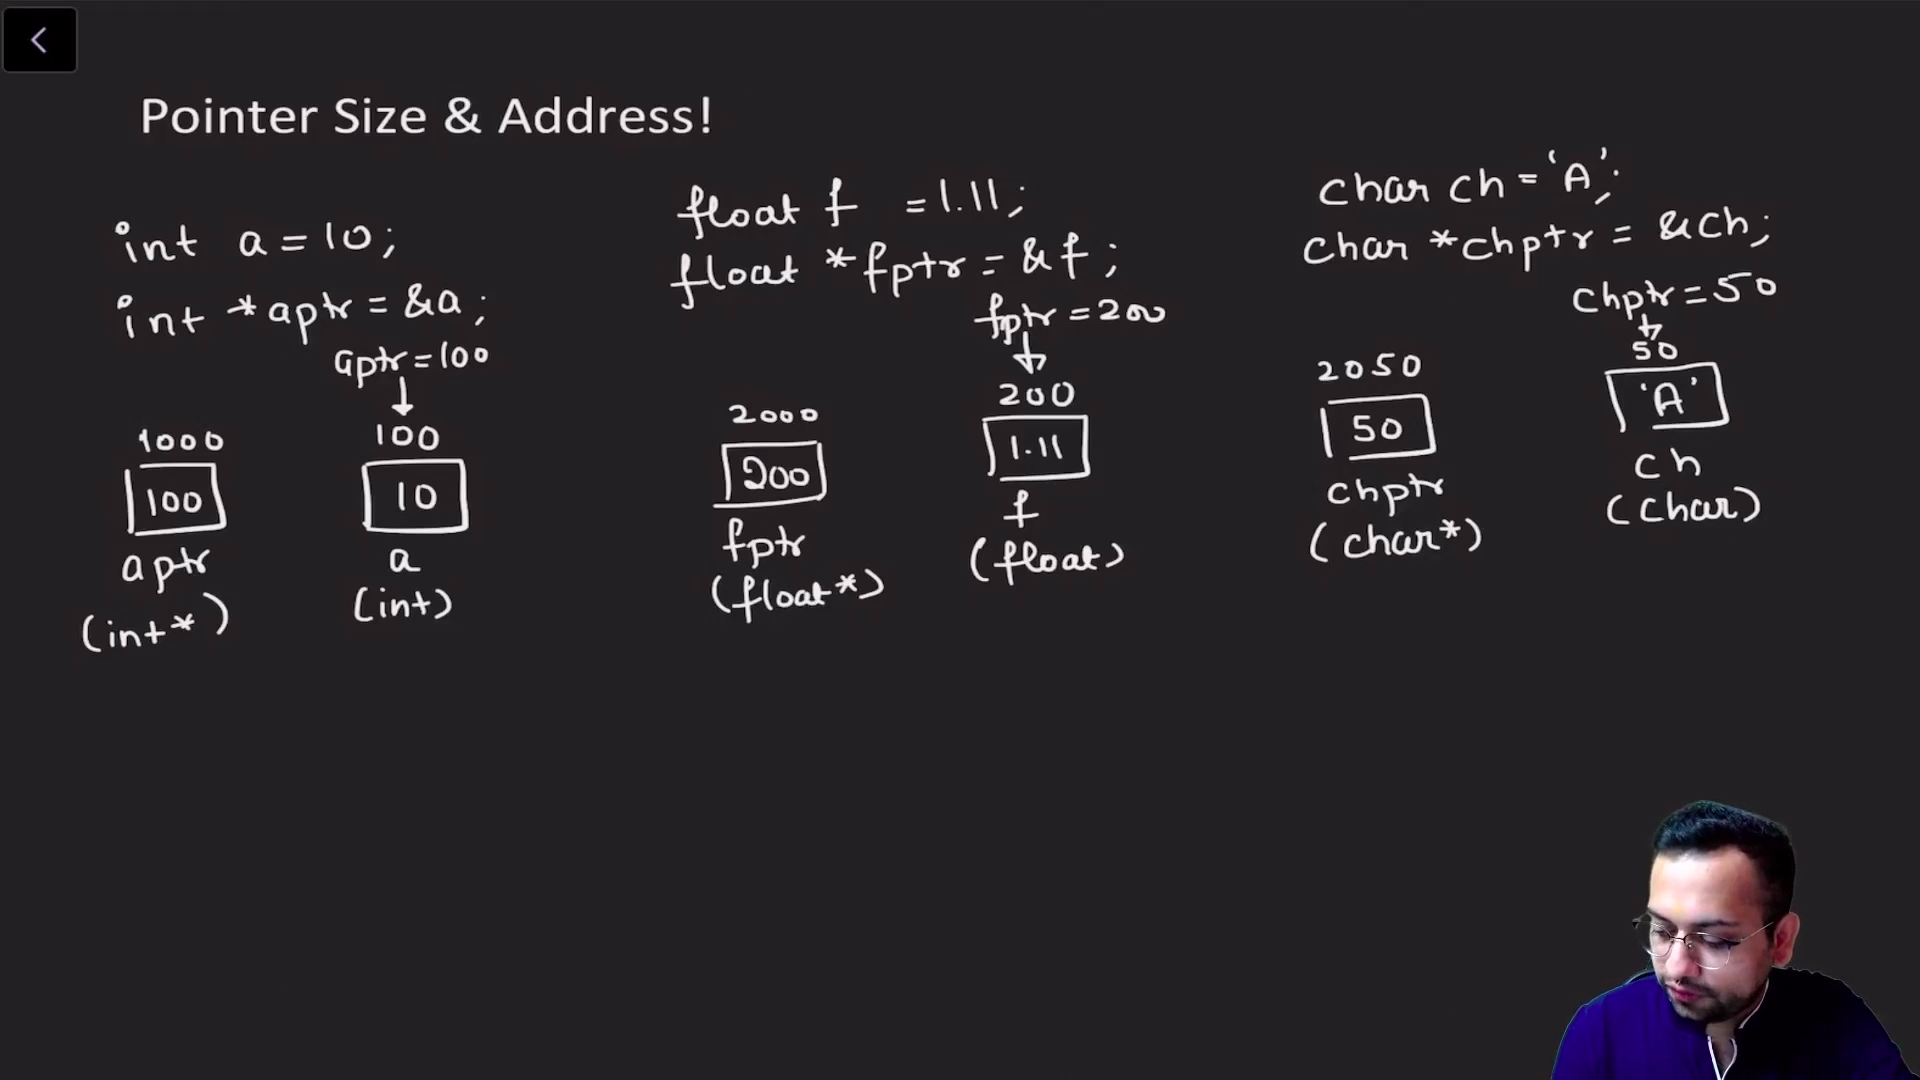 Pointer Size & Address!
int a = 10;
int *aptr = &a;
aptr = 100
1000
100
100
10
aptr
a
(int*)
(int)
float f = 1.11;
float *fptr = &f;
fptr = 200
2000
200
200
1.11
fptr
f
(float*)
(float)
char ch = 'A';
char *chptr = &ch;
chptr = 50
2050
50
50
'A'
chptr
ch
(char*)
(char)